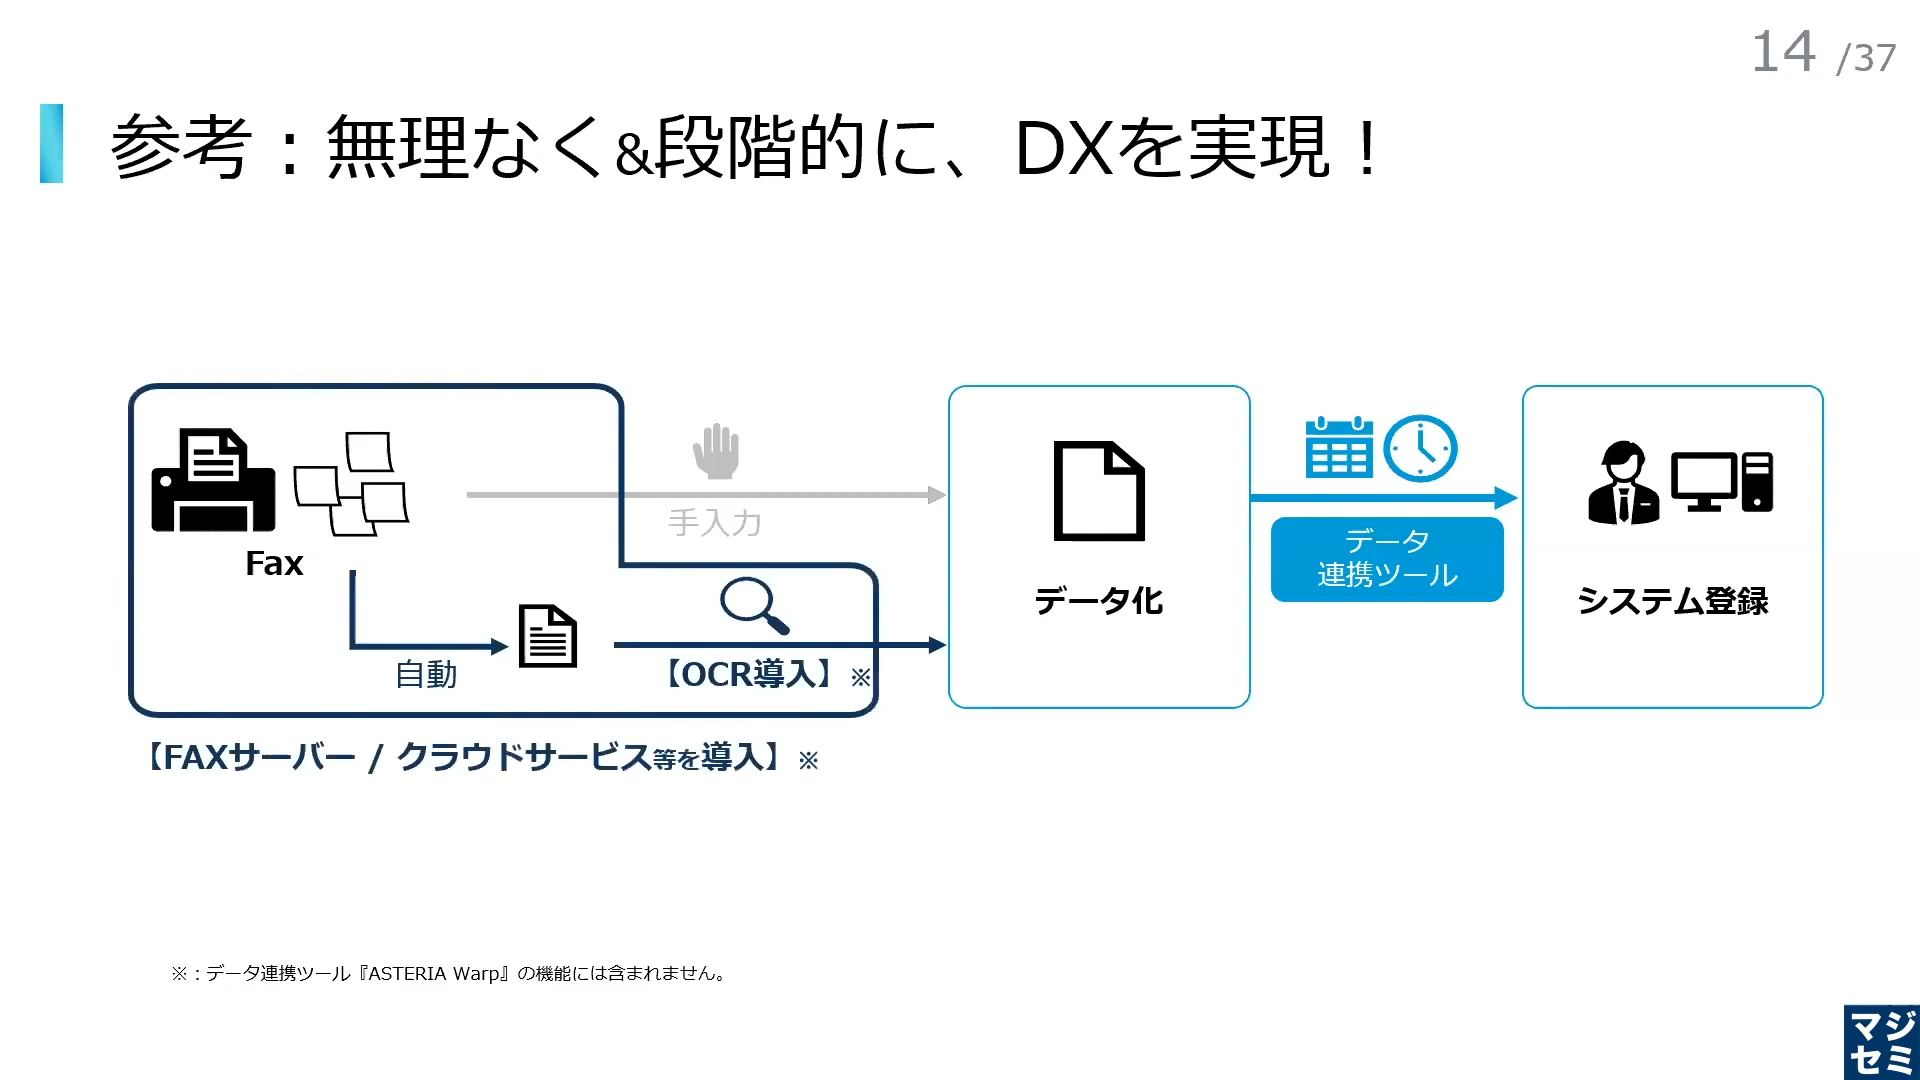 14 /37
参考：無理なく&段階的に、DXを実現！
手入力
Fax
自動
【OCR導入】※
【FAXサーバー / クラウドサービス等を導入】※
データ化
データ
連携ツール
システム登録
※：データ連携ツール『ASTERIA Warp』の機能には含まれません。
マジ
セミ